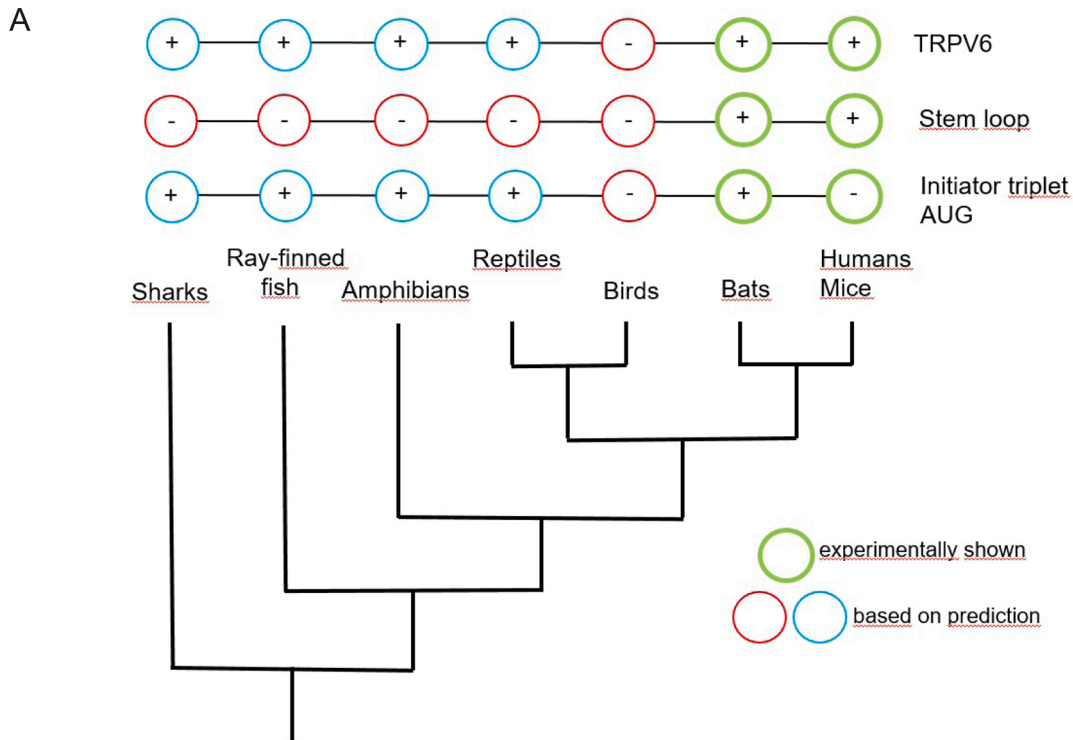 A
+ + + + - + + TRPV6
- - - - - + + Stem loop
+ + + + - + - Initiator triplet
AUG
Ray-finned
fish
Reptiles
Humans
Mice
Sharks
Amphibians
Birds
Bats
experimentally shown
based on prediction